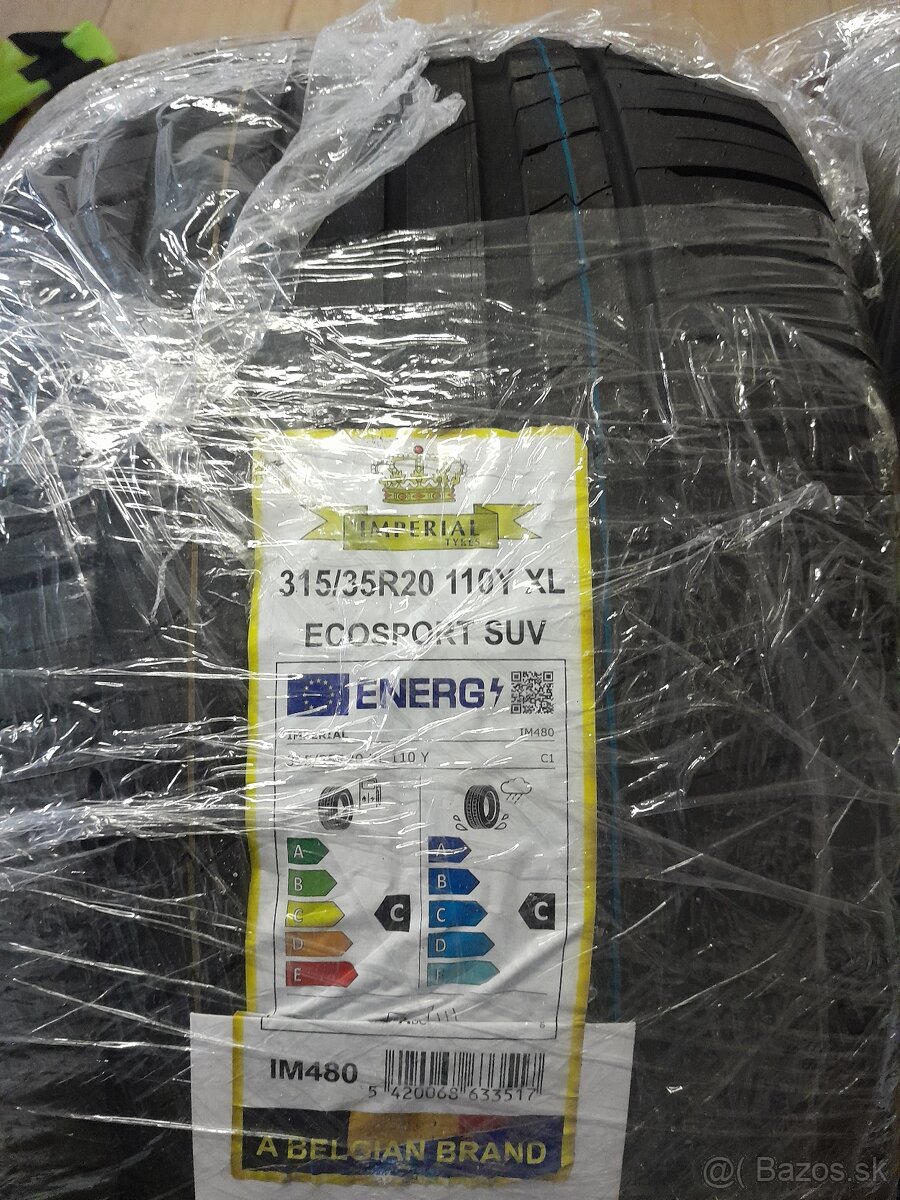 IMPERIAL
TYRES
315/35R20 110Y XL
ECOSPORT SUV
ENERG
IMPERIAL IM480
110 Y C1
A A
B B
C C C C
D D
E E
IM480
5 420068 633517
A BELGIAN BRAND
@( Bazos.sk